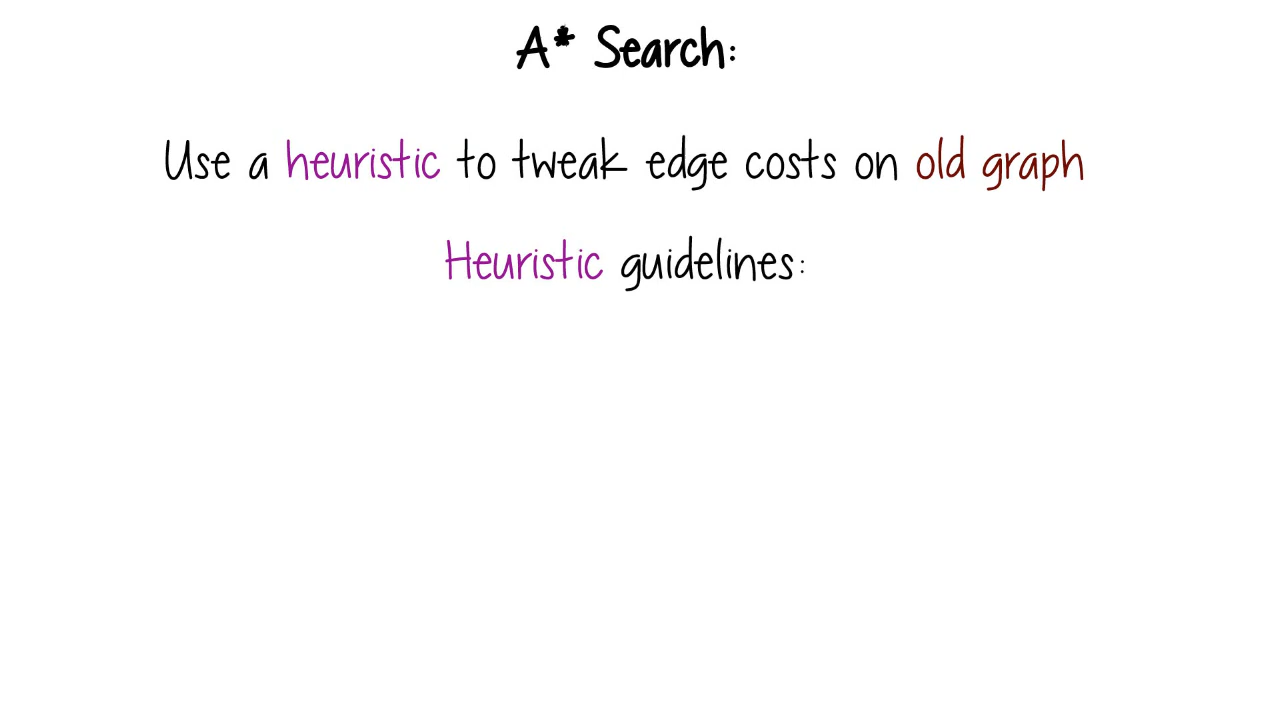 A* Search:
Use a heuristic to tweak edge costs on old graph
Heuristic guidelines: